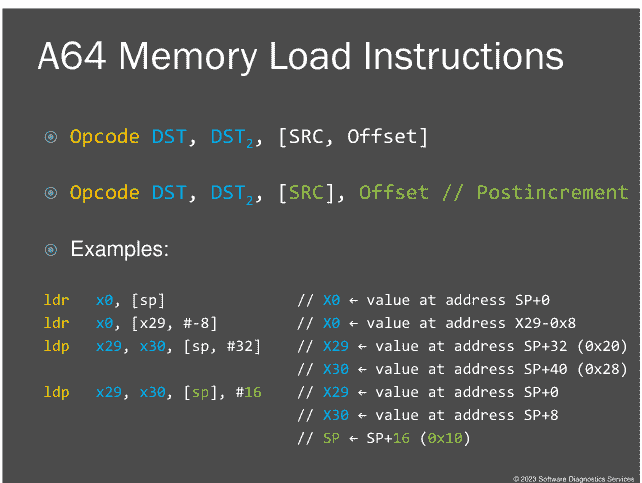 A64 Memory Load Instructions
Opcode DST, DST₂, [SRC, Offset]
Opcode DST, DST₂, [SRC], Offset // Postincrement
Examples:
ldr x0, [sp] // X0 ← value at address SP+0
ldr x0, [x29, #-8] // X0 ← value at address X29-0x8
ldp x29, x30, [sp, #32] // X29 ← value at address SP+32 (0x20)
// X30 ← value at address SP+40 (0x28)
ldp x29, x30, [sp], #16 // X29 ← value at address SP+0
// X30 ← value at address SP+8
// SP ← SP+16 (0x10)
© 2023 Software Diagnostics Services